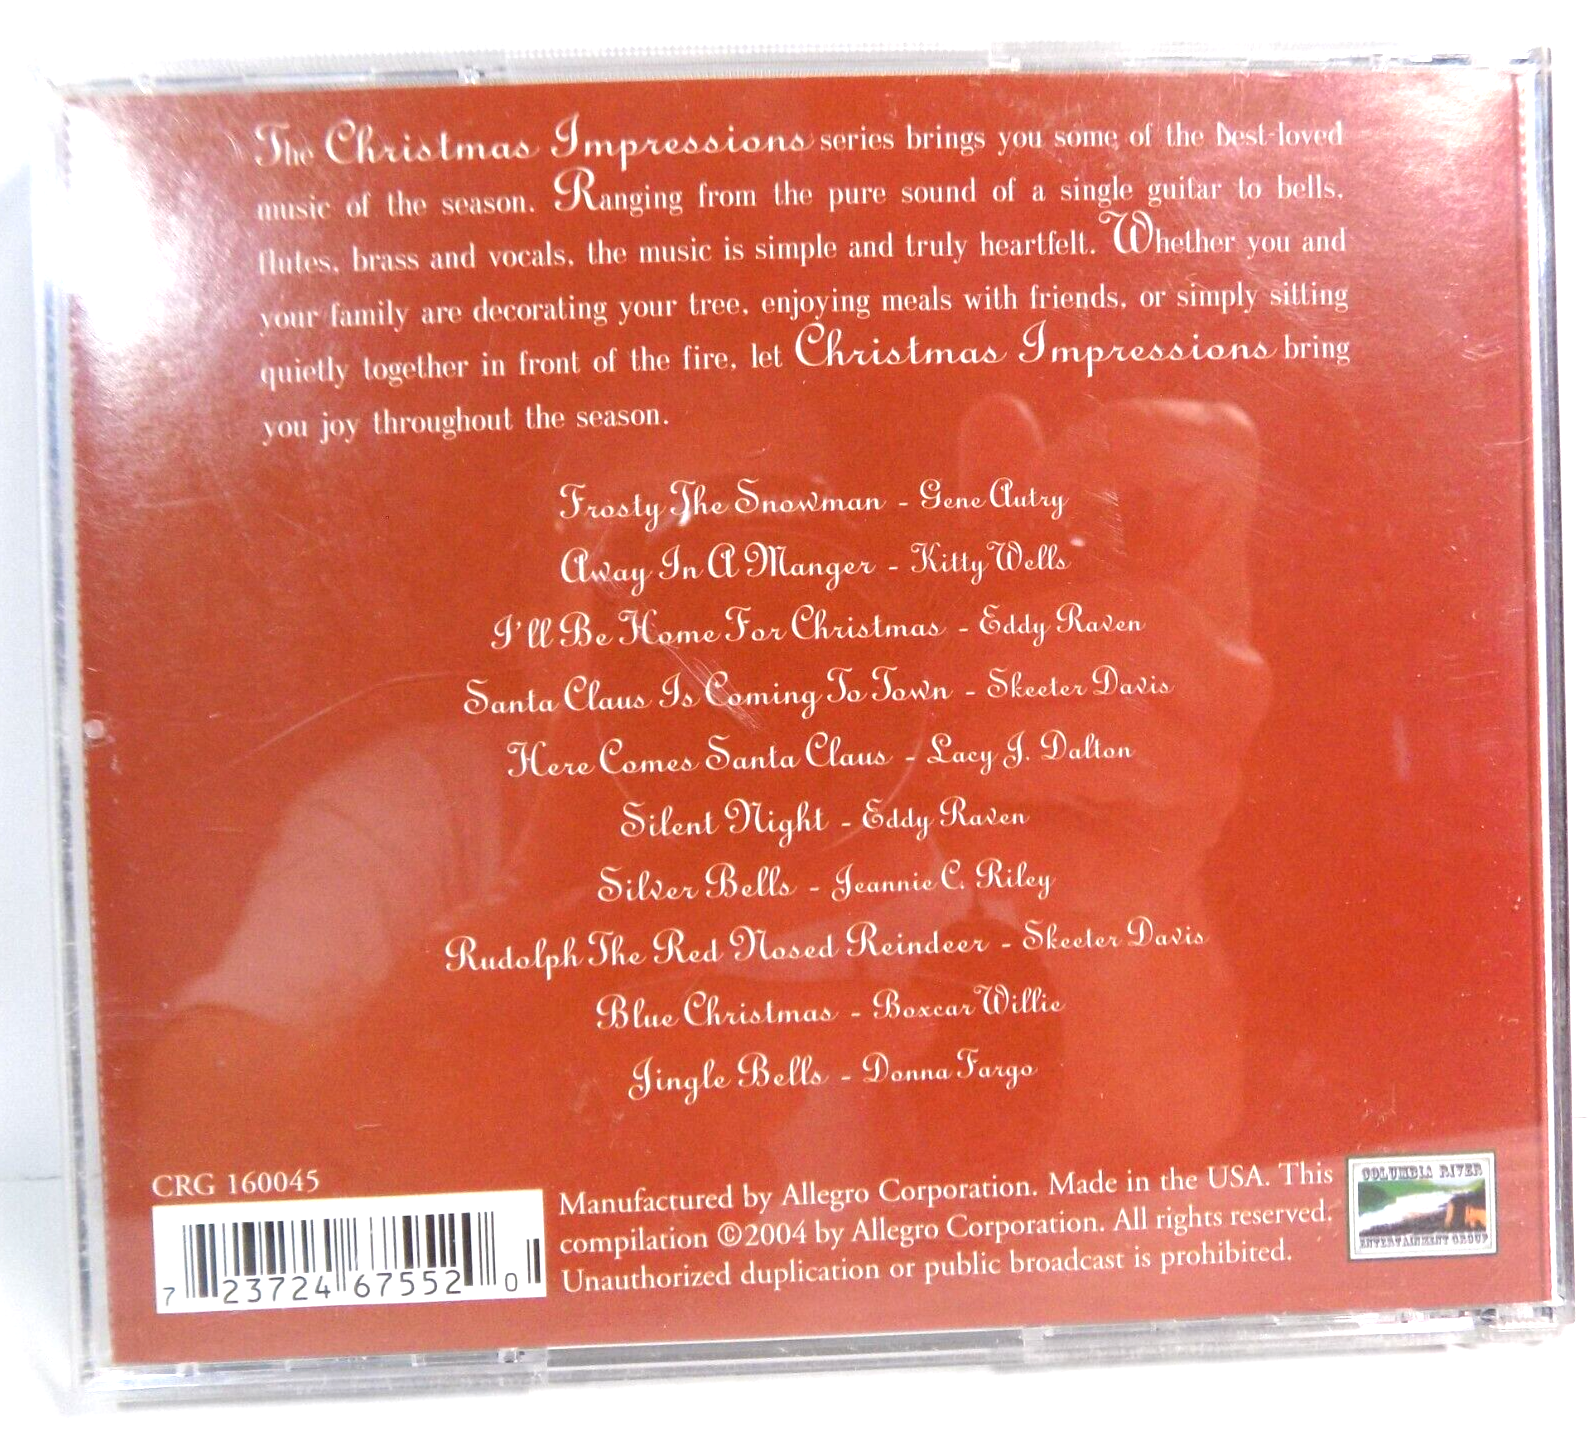 The Christmas Impressions series brings you some of the best-loved
music of the season. Ranging from the pure sound of a single guitar to bells,
flutes, brass and vocals, the music is simple and truly heartfelt. Whether you and
your family are decorating your tree, enjoying meals with friends, or simply sitting
quietly together in front of the fire, let Christmas Impressions bring
you joy throughout the season.
Frosty The Snowman - Gene Autry
Away In A Manger - Kitty Wells
I'll Be Home For Christmas - Eddy Raven
Santa Claus Is Coming To Town - Skeeter Davis
Here Comes Santa Claus - Lacy J. Dalton
Silent Night - Eddy Raven
Silver Bells - Jeannie C. Riley
Rudolph The Red Nosed Reindeer - Skeeter Davis
Blue Christmas - Boxcar Willie
Jingle Bells - Donna Fargo
CRG 160045
7 23724 67552 0
Manufactured by Allegro Corporation. Made in the USA. This
compilation ©2004 by Allegro Corporation. All rights reserved.
Unauthorized duplication or public broadcast is prohibited.
COLUMBIA RIVER
ENTERTAINMENT GROUP